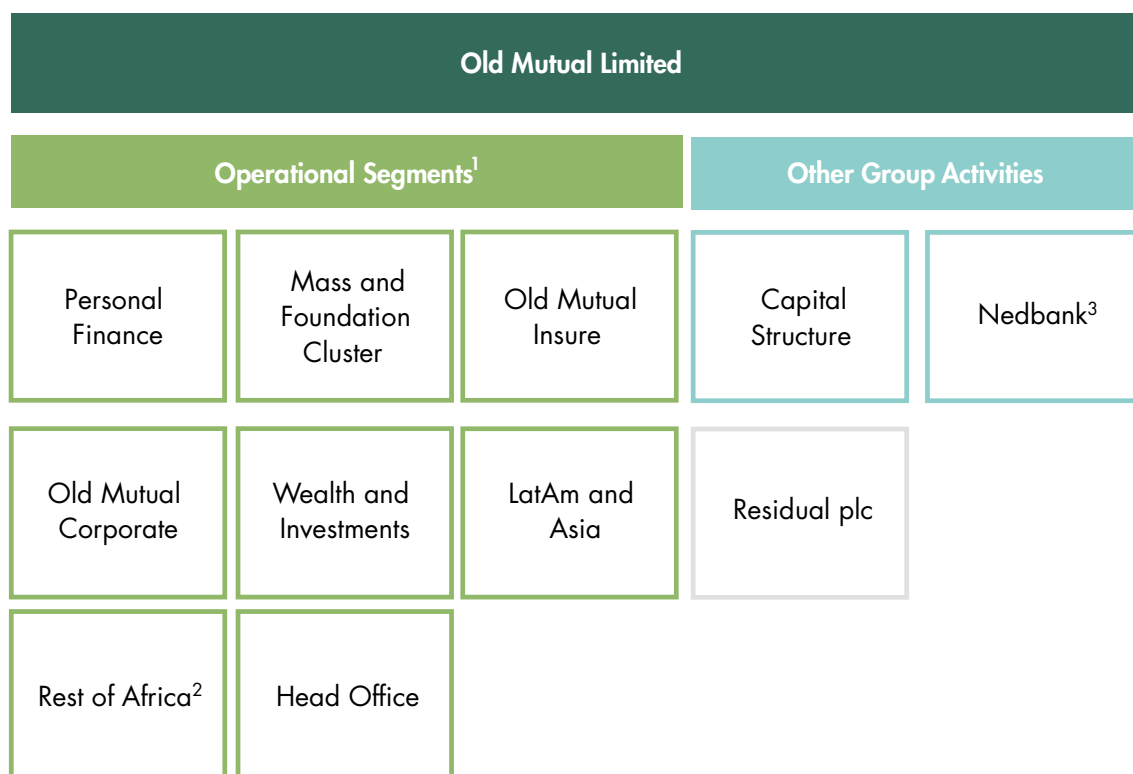 Old Mutual Limited
Operational Segments¹
Other Group Activities
Personal
Finance
Mass and
Foundation
Cluster
Old Mutual
Insure
Capital
Structure
Nedbank³
Old Mutual
Corporate
Wealth and
Investments
LatAm and
Asia
Residual plc
Rest of Africa²
Head Office